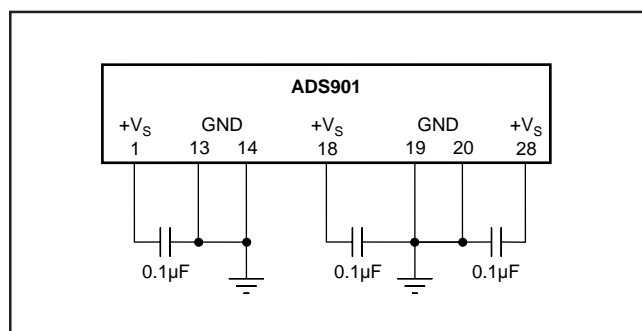 ADS901
+VS GND +VS GND +VS
1 13 14 18 19 20 28
0.1µF 0.1µF 0.1µF